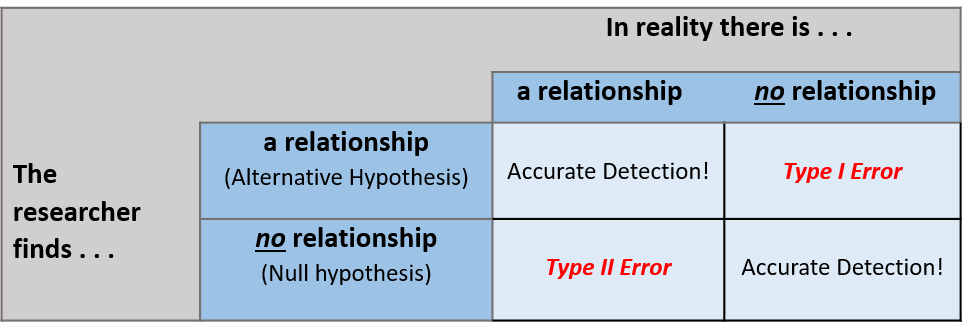 In reality there is . . .
a relationship
no relationship
The
researcher
finds . . .
a relationship
(Alternative Hypothesis)
Accurate Detection!
Type I Error
no relationship
(Null hypothesis)
Type II Error
Accurate Detection!